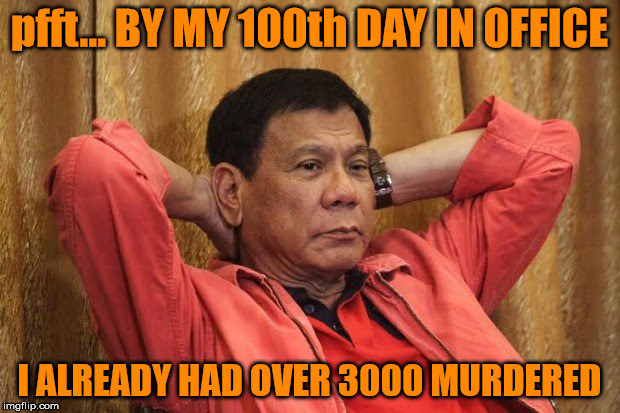 pfft... BY MY 100th DAY IN OFFICE
I ALREADY HAD OVER 3000 MURDERED
imgflip.com